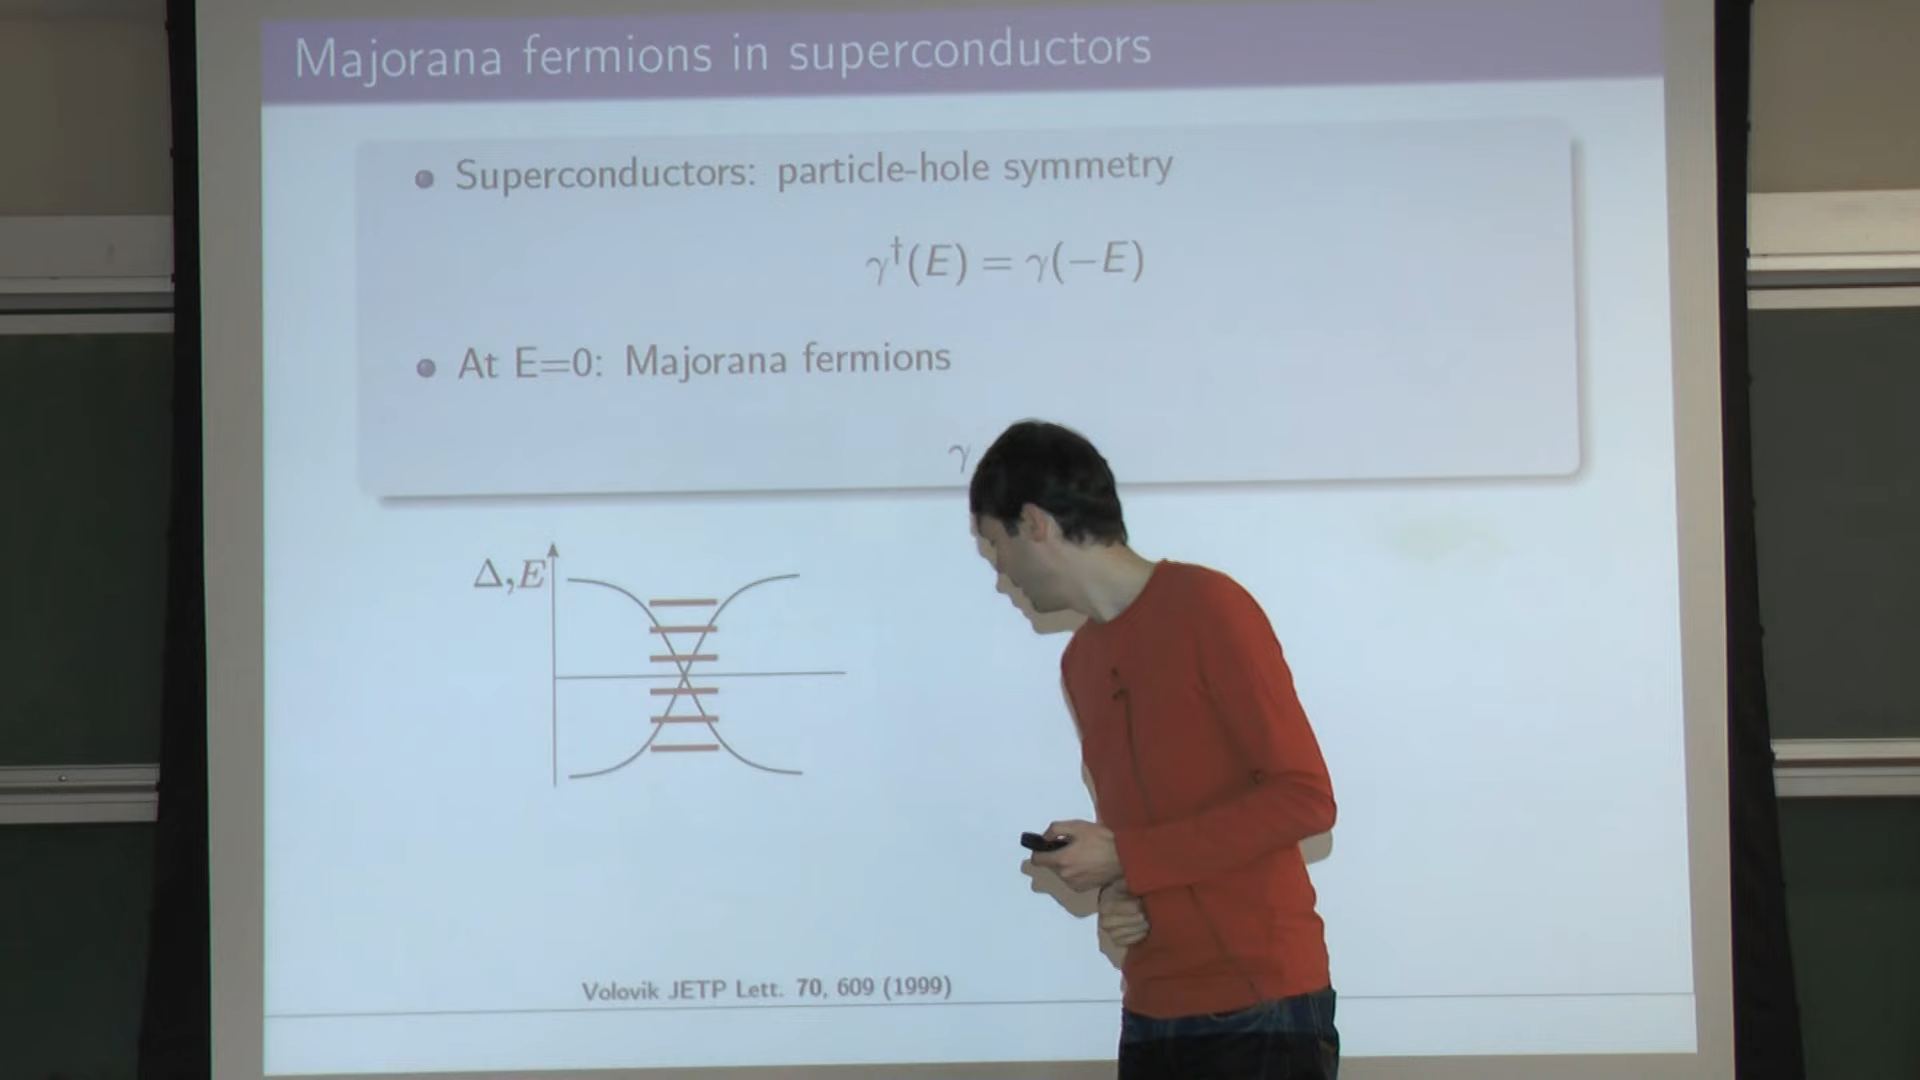 Majorana fermions in superconductors
Superconductors: particle-hole symmetry
γ†(E) = γ(−E)
At E=0: Majorana fermions
γ
Δ,E
Volovik JETP Lett. 70, 609 (1999)